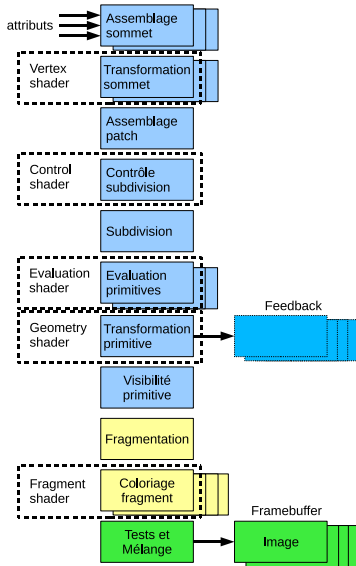 attributs
Assemblage
sommet
Vertex
shader
Transformation
sommet
Assemblage
patch
Control
shader
Contrôle
subdivision
Subdivision
Evaluation
shader
Evaluation
primitives
Feedback
Geometry
shader
Transformation
primitive
Visibilité
primitive
Fragmentation
Fragment
shader
Coloriage
fragment
Framebuffer
Tests et
Mélange
Image